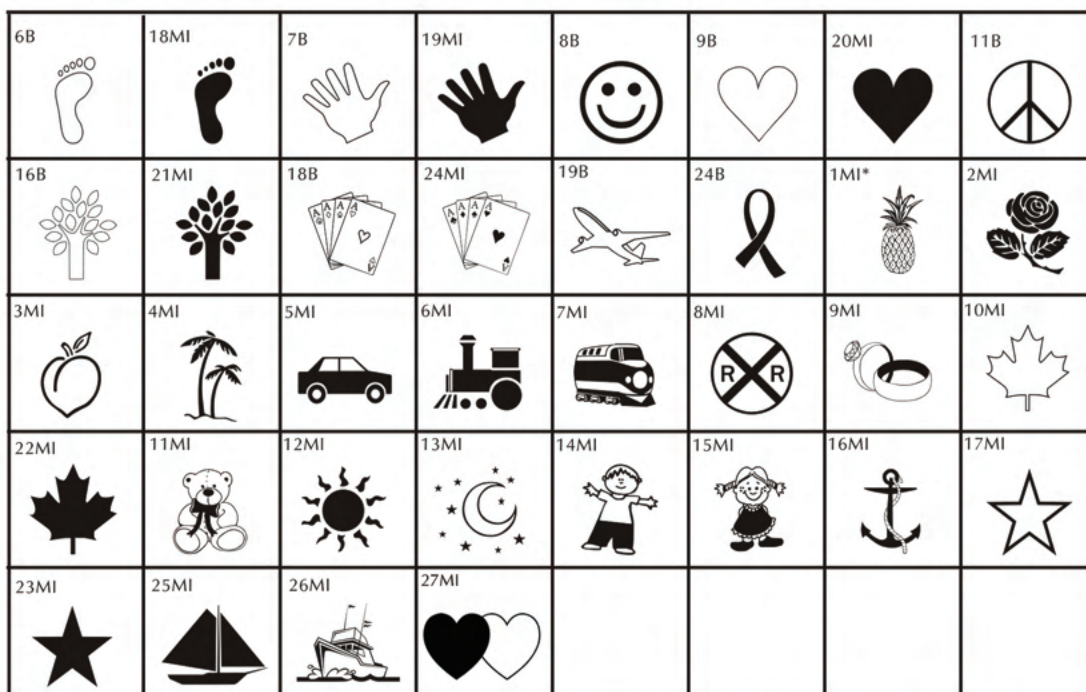 6B 18MI 7B 19MI 8B 9B 20MI 11B
16B 21MI 18B 24MI 19B 24B 1MI* 2MI
A A A A A
A A A A A
3MI 4MI 5MI 6MI 7MI 8MI 9MI 10MI
R R
22MI 11MI 12MI 13MI 14MI 15MI 16MI 17MI
23MI 25MI 26MI 27MI